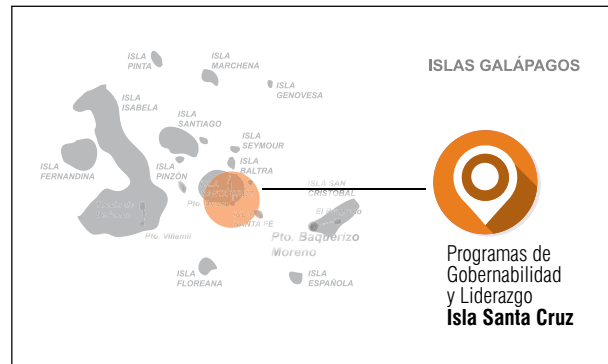 ISLAS GALÁPAGOS
ISLA
PINTA
ISLA
MARCHENA
ISLA
GENOVESA
ISLA
ISABELA
ISLA
SANTIAGO
ISLA
SEYMOUR
ISLA
FERNANDINA
ISLA
PINZÓN
ISLA
BALTRA
ISLA SAN
CRISTOBAL
Pto. Villamil
SANTA FÉ
Pto. Baquerizo
Moreno
ISLA
FLOREANA
ISLA
ESPAÑOLA
Programas de
Gobernabilidad
y Liderazgo
Isla Santa Cruz